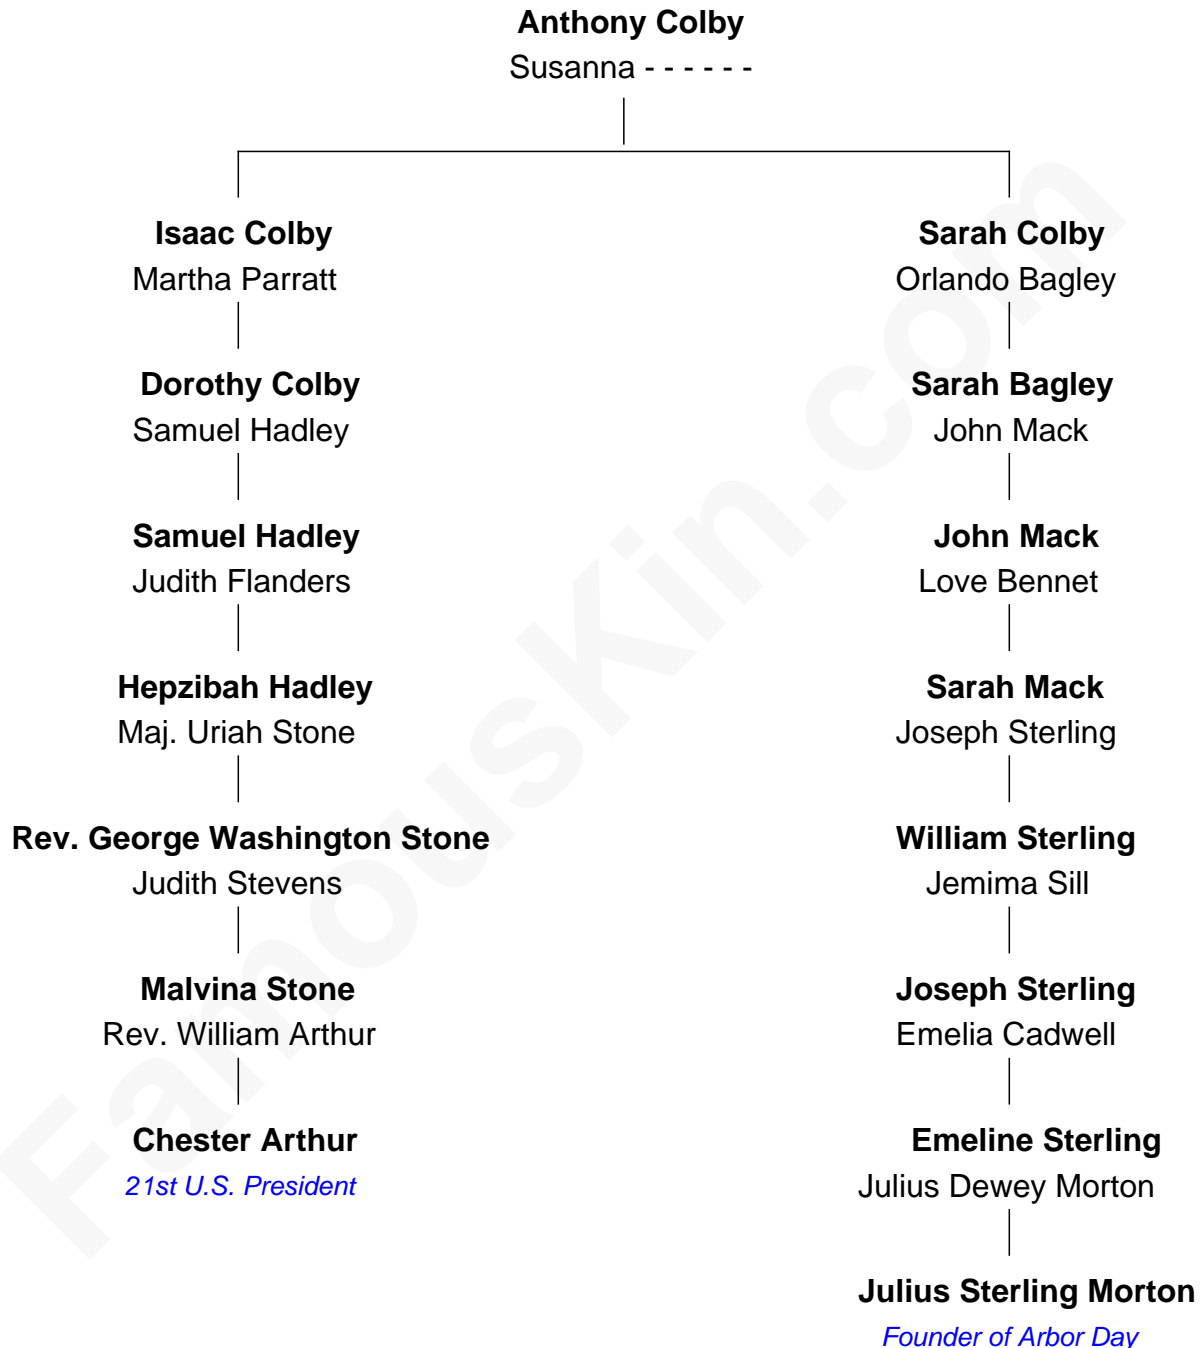 Anthony Colby
Susanna - - - - - -
Isaac Colby
Martha Parratt
Sarah Colby
Orlando Bagley
Dorothy Colby
Samuel Hadley
Sarah Bagley
John Mack
Samuel Hadley
Judith Flanders
John Mack
Love Bennet
Hepzibah Hadley
Maj. Uriah Stone
Sarah Mack
Joseph Sterling
Rev. George Washington Stone
Judith Stevens
William Sterling
Jemima Sill
Malvina Stone
Rev. William Arthur
Joseph Sterling
Emelia Cadwell
Chester Arthur
21st U.S. President
Emeline Sterling
Julius Dewey Morton
Julius Sterling Morton
Founder of Arbor Day
FamousKin.com